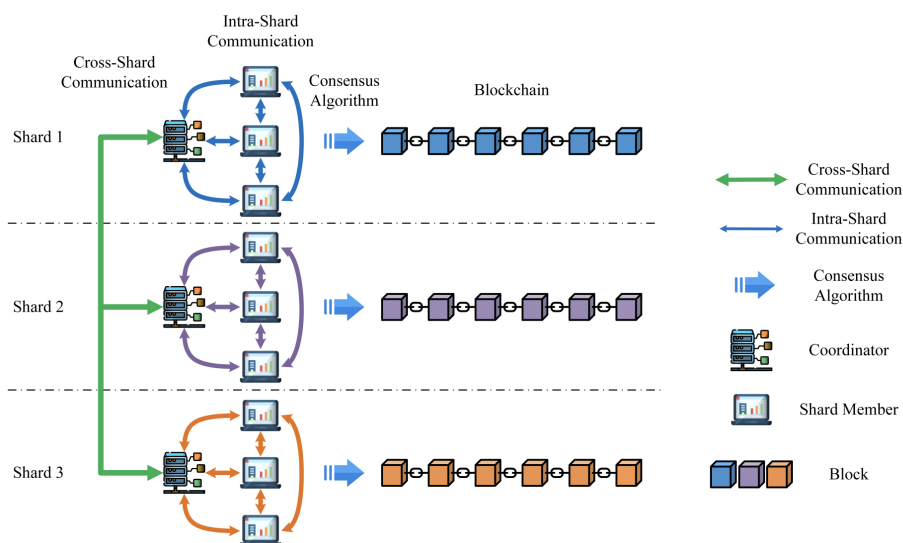 Intra-Shard
Communication
Cross-Shard
Communication
Consensus
Algorithm
Blockchain
Shard 1
Shard 2
Shard 3
Cross-Shard
Communication
Intra-Shard
Communication
Consensus
Algorithm
Coordinator
Shard Member
Block